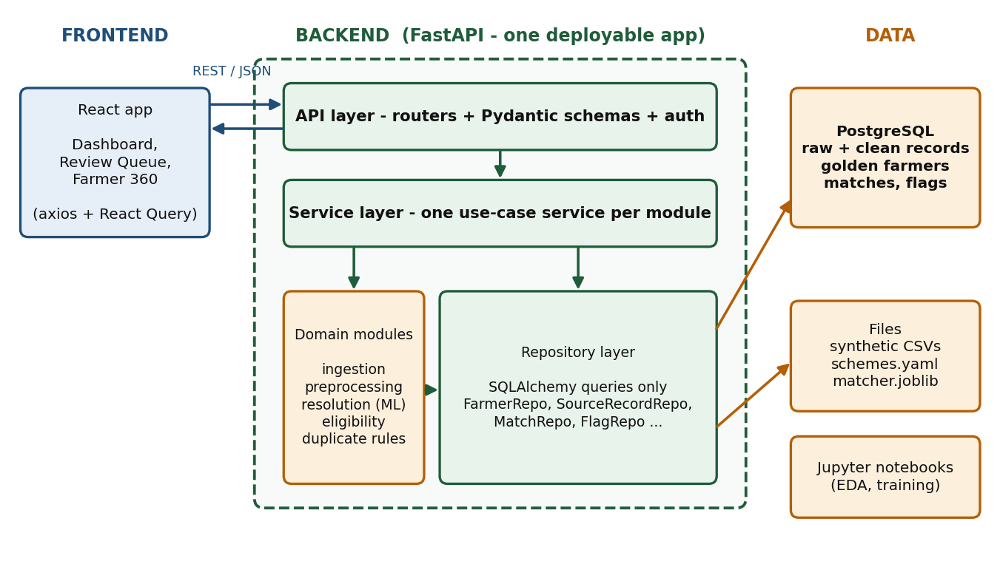 FRONTEND
BACKEND (FastAPI - one deployable app)
DATA
REST / JSON
React app
Dashboard,
Review Queue,
Farmer 360
(axios + React Query)
API layer - routers + Pydantic schemas + auth
Service layer - one use-case service per module
Domain modules
ingestion
preprocessing
resolution (ML)
eligibility
duplicate rules
Repository layer
SQLAlchemy queries only
FarmerRepo, SourceRecordRepo,
MatchRepo, FlagRepo ...
PostgreSQL
raw + clean records
golden farmers
matches, flags
Files
synthetic CSVs
schemes.yaml
matcher.joblib
Jupyter notebooks
(EDA, training)